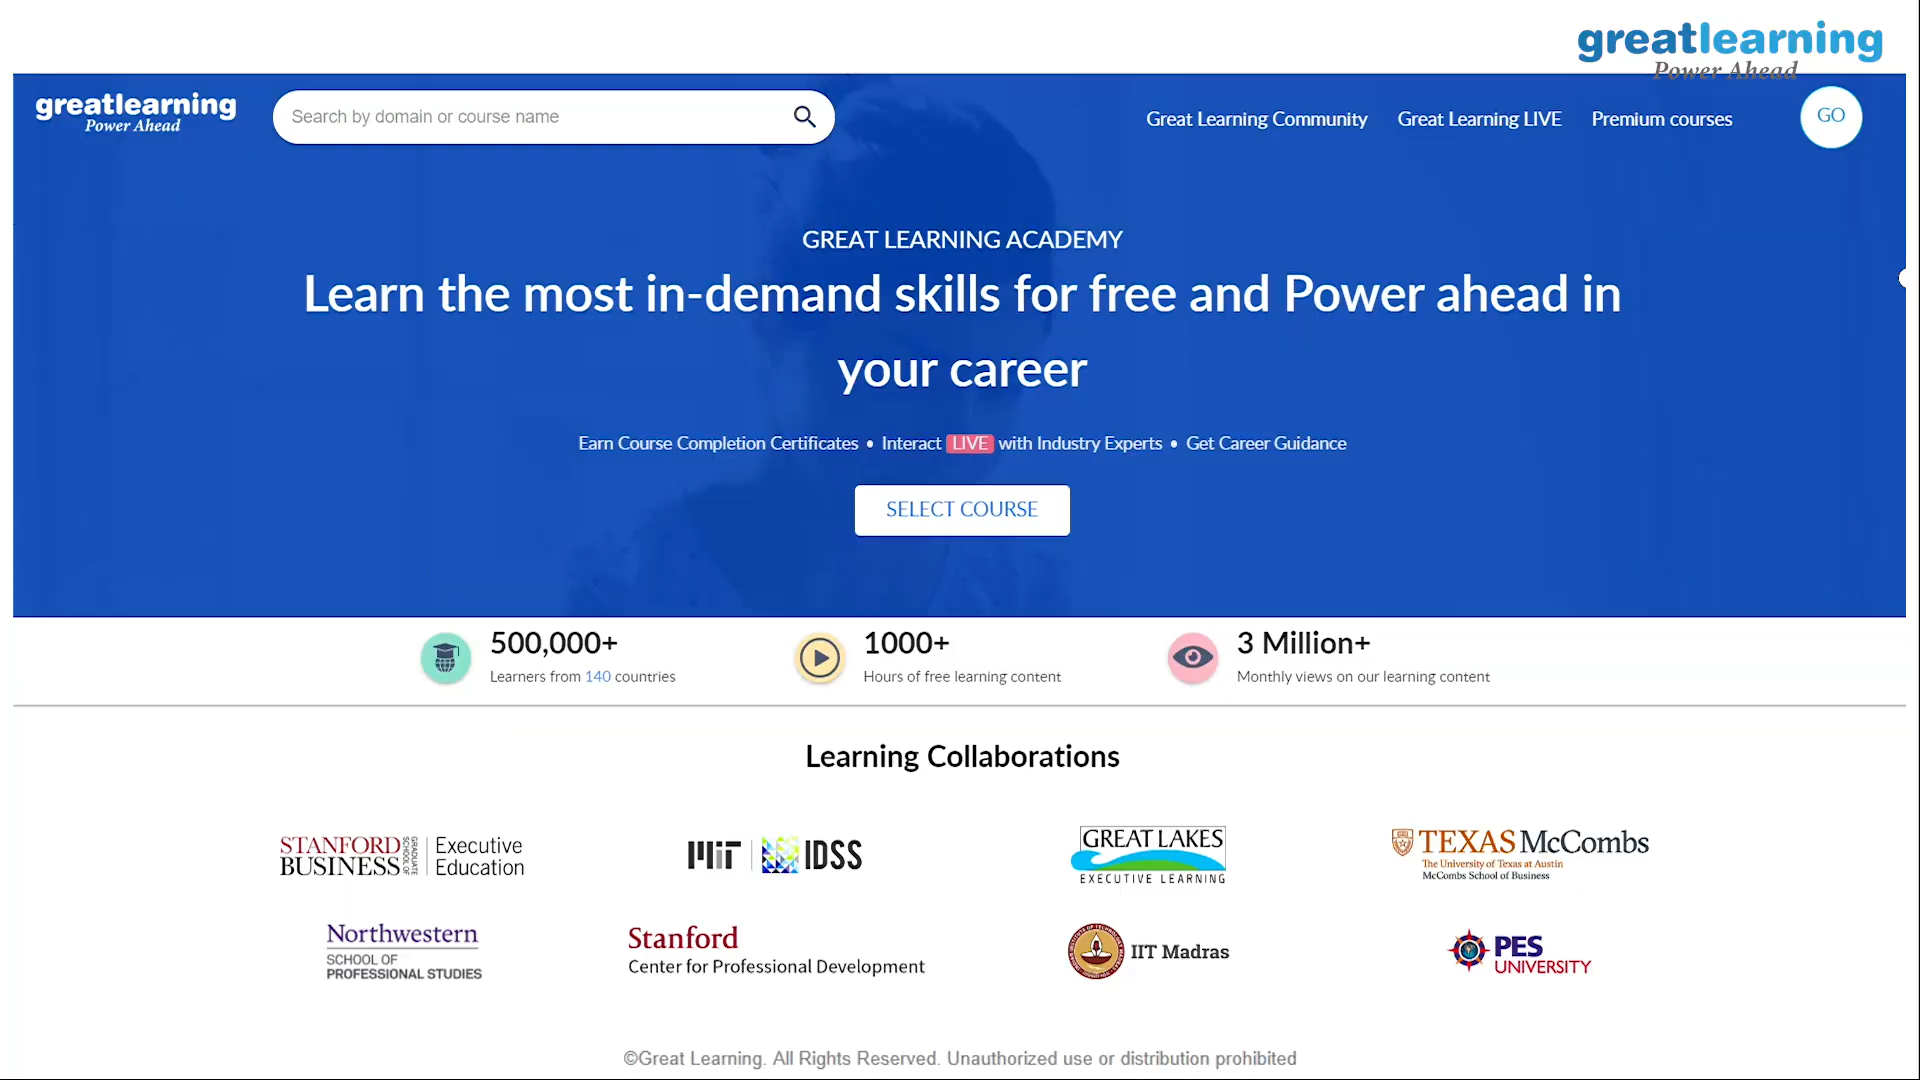 greatlearning
Power Ahead
greatlearning
Power Ahead
Search by domain or course name
Great Learning Community
Great Learning LIVE
Premium courses
GO
GREAT LEARNING ACADEMY
Learn the most in-demand skills for free and Power ahead in
your career
Earn Course Completion Certificates • Interact LIVE with Industry Experts • Get Career Guidance
SELECT COURSE
500,000+
Learners from 140 countries
1000+
Hours of free learning content
3 Million+
Monthly views on our learning content
Learning Collaborations
STANFORD
BUSINESS
GRADUATE
SCHOOL OF
Executive
Education
MIT
IDSS
GREAT LAKES
EXECUTIVE LEARNING
TEXAS McCombs
The University of Texas at Austin
McCombs School of Business
Northwestern
SCHOOL OF
PROFESSIONAL STUDIES
Stanford
Center for Professional Development
IIT Madras
PES
UNIVERSITY
©Great Learning. All Rights Reserved. Unauthorized use or distribution prohibited